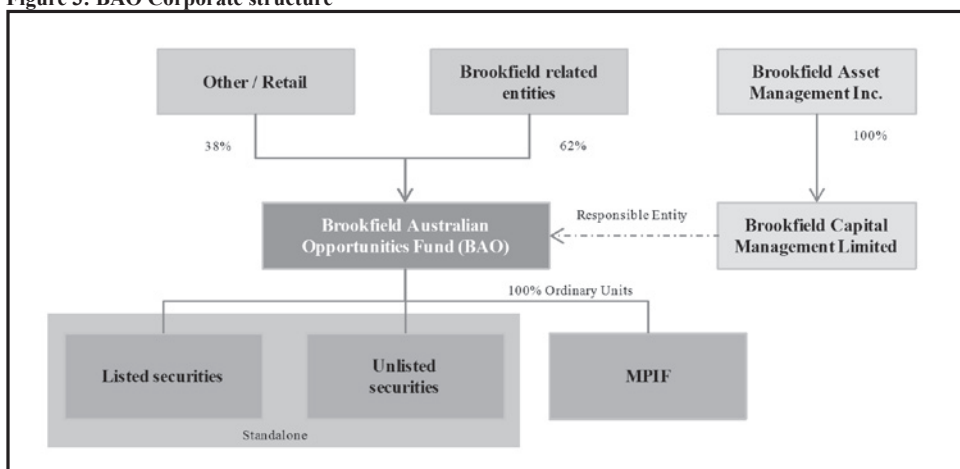 Figure 3: BAO Corporate structure
Other / Retail
Brookfield related
entities
Brookfield Asset
Management Inc.
38%
62%
100%
Brookfield Australian
Opportunities Fund (BAO)
Responsible Entity
Brookfield Capital
Management Limited
100% Ordinary Units
Listed securities
Unlisted
securities
MPIF
Standalone